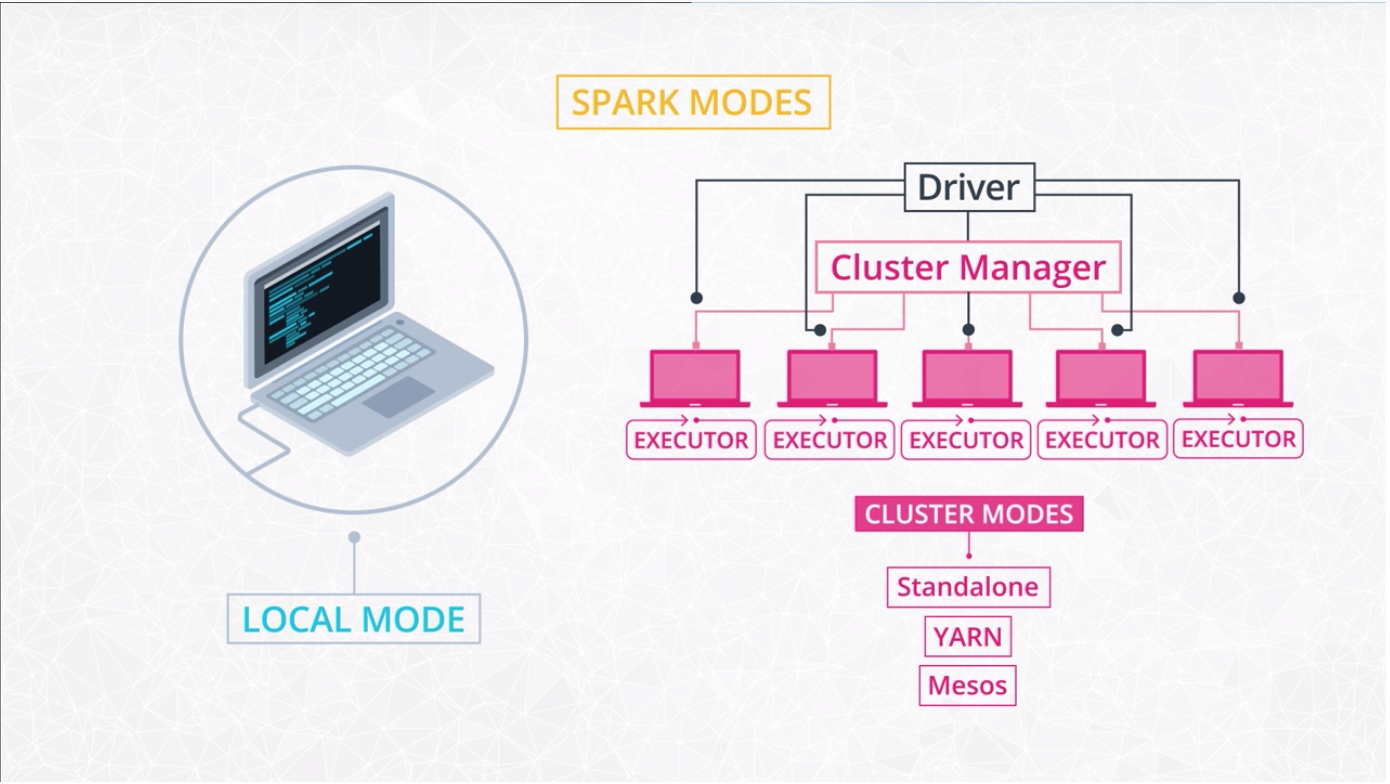 SPARK MODES
Driver
Cluster Manager
EXECUTOR
EXECUTOR
EXECUTOR
EXECUTOR
EXECUTOR
CLUSTER MODES
Standalone
YARN
Mesos
LOCAL MODE